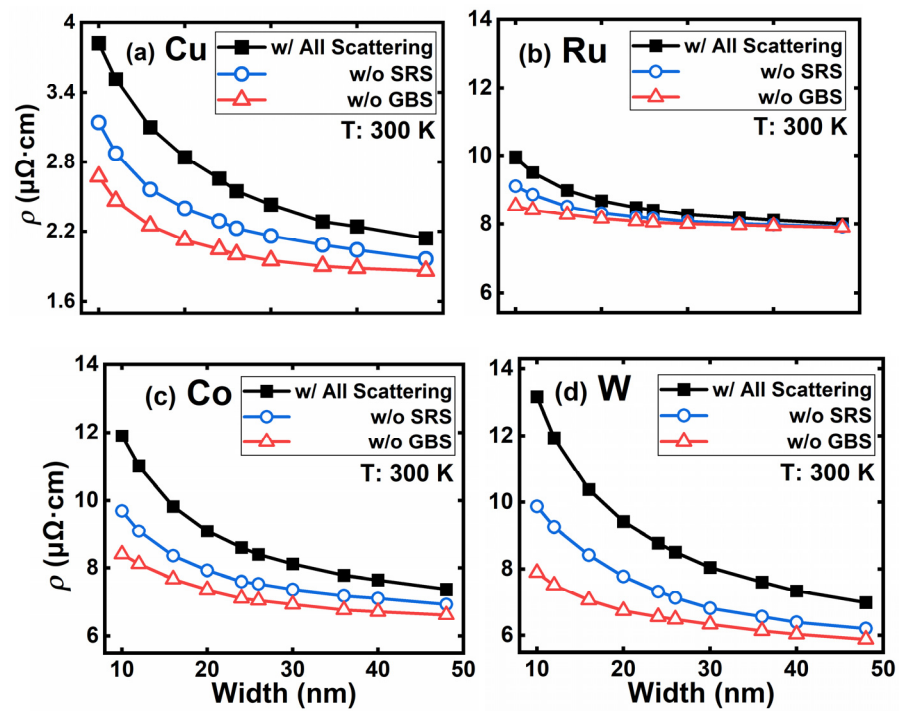 (a) Cu
w/ All Scattering
w/o SRS
w/o GBS
T: 300 K
4
3.4
2.8
2.2
1.6
ρ (μΩ·cm)
(b) Ru
w/ All Scattering
w/o SRS
w/o GBS
T: 300 K
14
12
10
8
6
(c) Co
w/ All Scattering
w/o SRS
w/o GBS
T: 300 K
14
12
10
8
6
ρ (μΩ·cm)
10 20 30 40 50
Width (nm)
(d) W
w/ All Scattering
w/o SRS
w/o GBS
T: 300 K
14
12
10
8
6
10 20 30 40 50
Width (nm)